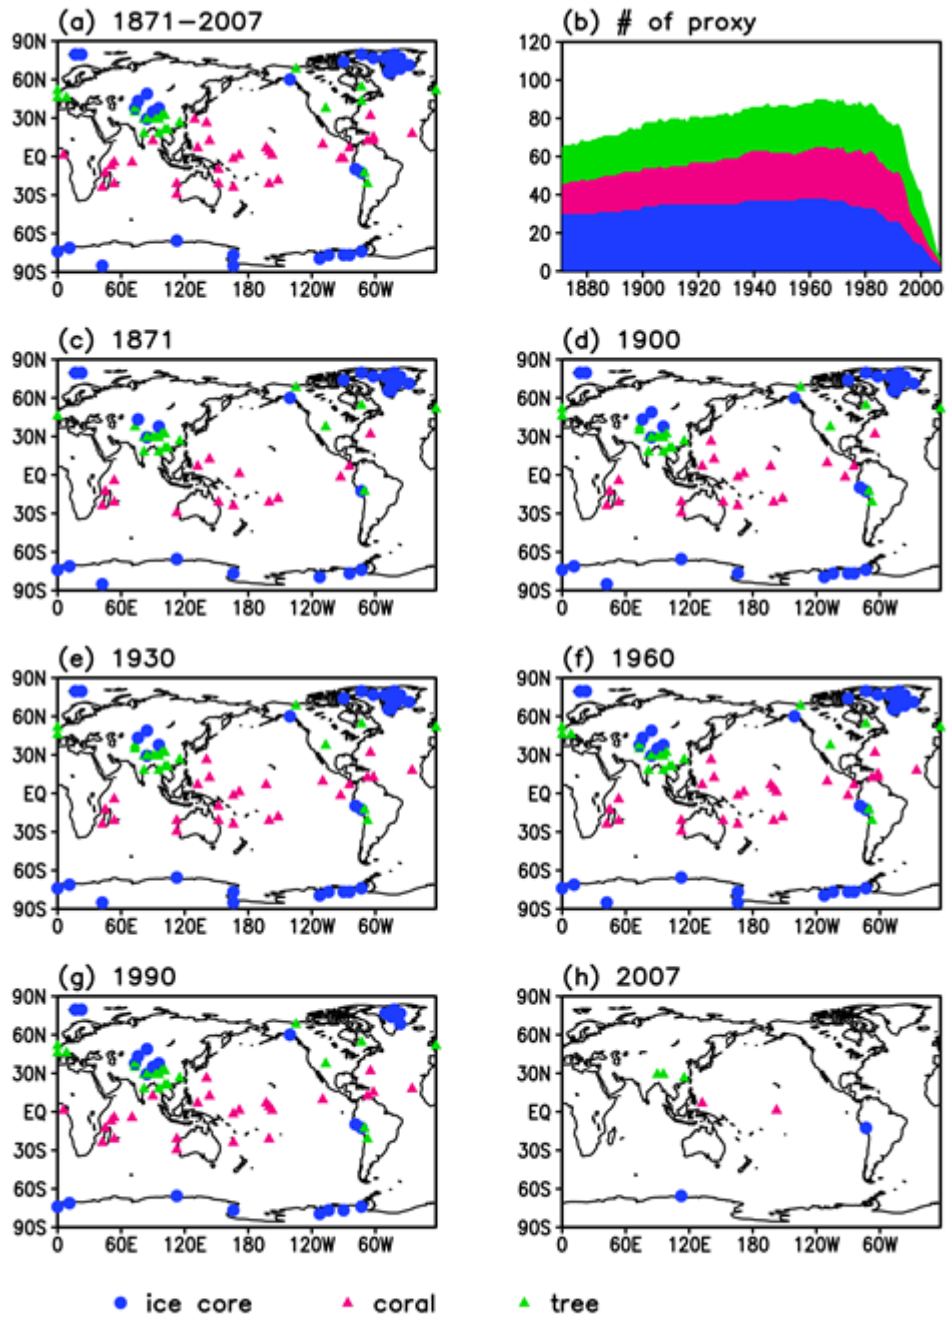 (a) 1871-2007
90N
60N
30N
EQ
30S
60S
90S
0 60E 120E 180 120W 60W
(b) # of proxy
120
100
80
60
40
20
0
1880 1900 1920 1940 1960 1980 2000
(c) 1871
90N
60N
30N
EQ
30S
60S
90S
0 60E 120E 180 120W 60W
(d) 1900
90N
60N
30N
EQ
30S
60S
90S
0 60E 120E 180 120W 60W
(e) 1930
90N
60N
30N
EQ
30S
60S
90S
0 60E 120E 180 120W 60W
(f) 1960
90N
60N
30N
EQ
30S
60S
90S
0 60E 120E 180 120W 60W
(g) 1990
90N
60N
30N
EQ
30S
60S
90S
0 60E 120E 180 120W 60W
(h) 2007
90N
60N
30N
EQ
30S
60S
90S
0 60E 120E 180 120W 60W
ice core coral tree